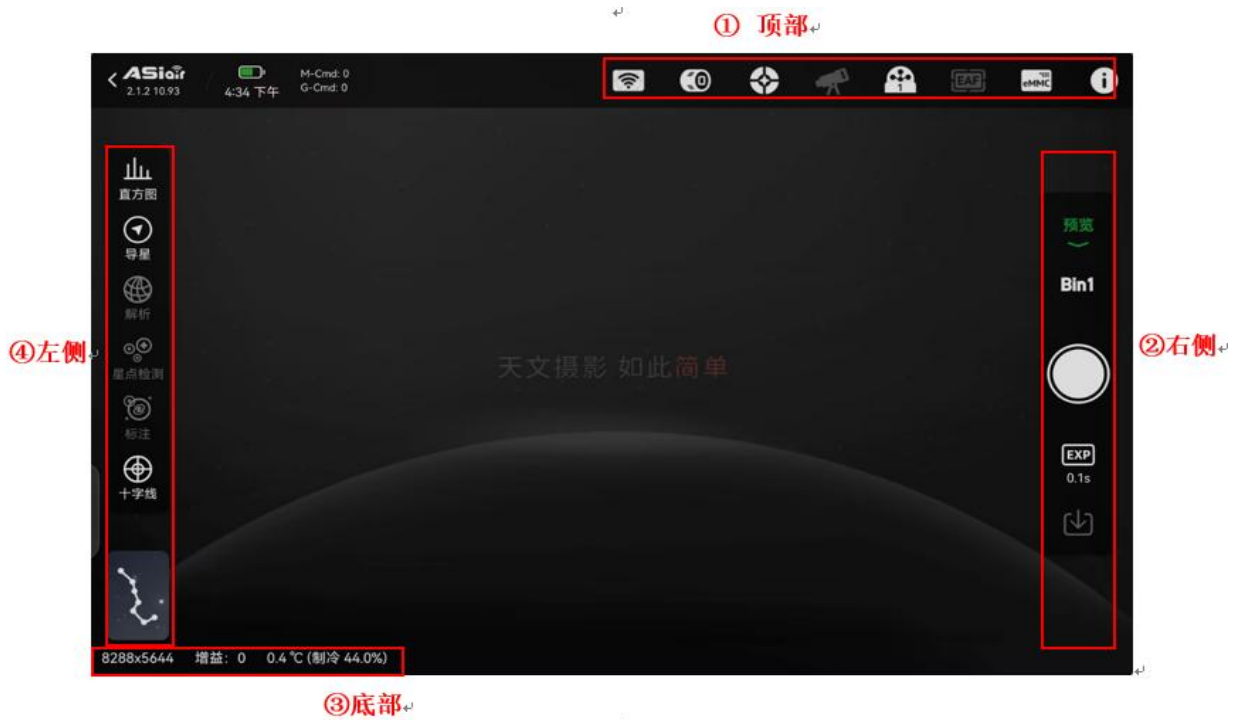 ① 顶部
ASiair
2.1.2 10.93
4:34 下午
M-Cmd: 0
G-Cmd: 0
0
1
EAF
eMMC
i
直方图
导星
解析
星点检测
标注
十字线
④左侧
天文摄影 如此简单
预览
Bin1
②右侧
EXP
0.1s
8288x5644 增益: 0 0.4 ℃ (制冷 44.0%)
③底部